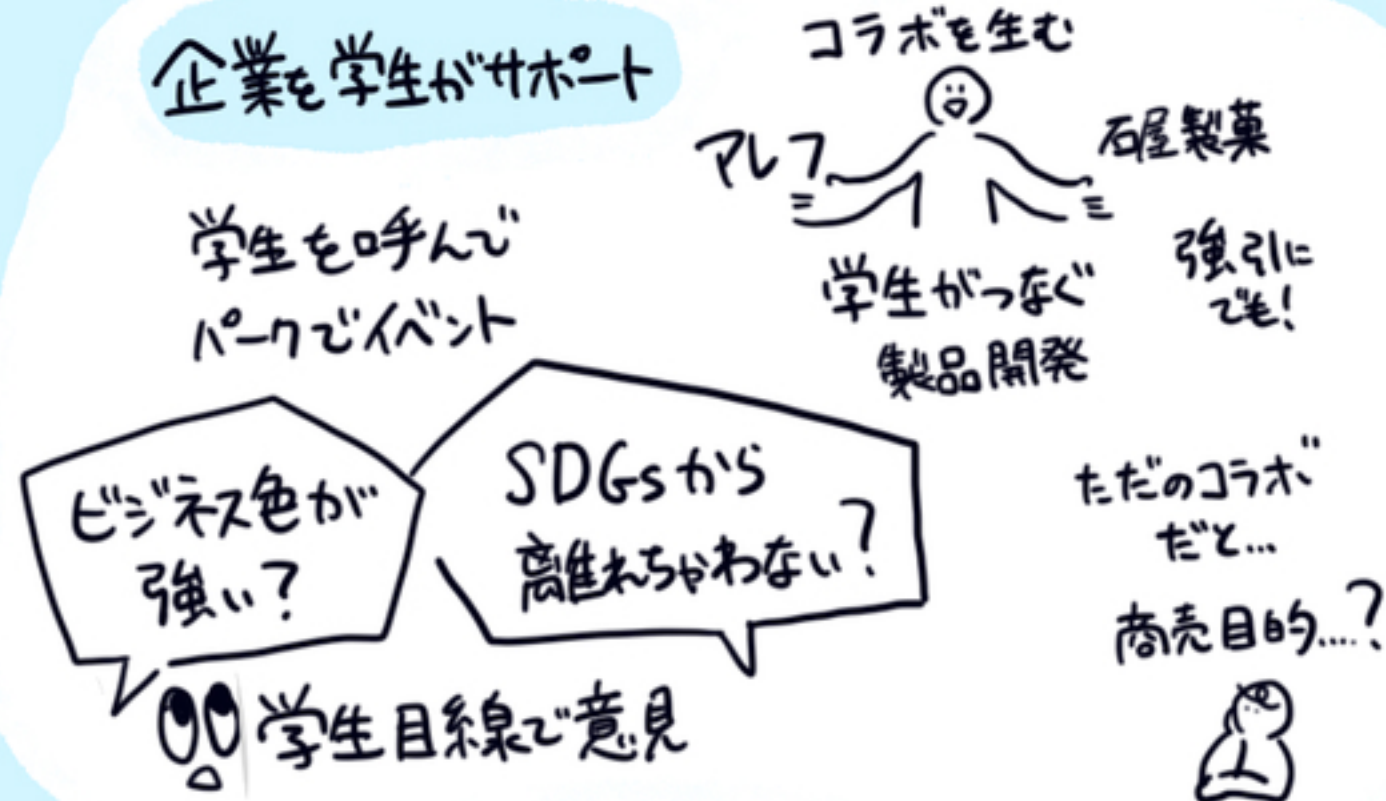 企業を学生がサポート
学生を呼んで
パークでイベント
コラボを生む
アレフ
石屋製菓
強引に
でも!
学生がつなぐ
製品開発
ビジネス色が
強い?
SDGsから
離れちゃわない?
学生目線で意見
ただのコラボ
だと...
商売目的....?